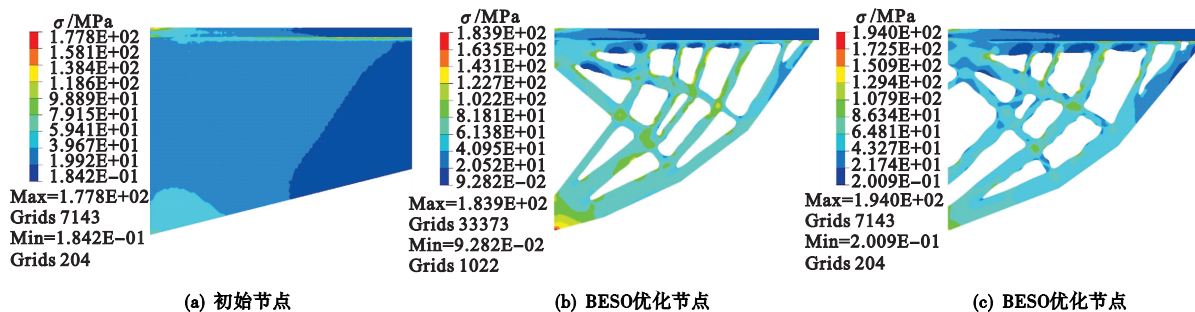 σ/MPa
1.778E+02
1.581E+02
1.384E+02
1.186E+02
9.889E+01
7.915E+01
5.941E+01
3.967E+01
1.992E+01
1.842E-01
Max=1.778E+02
Grids 7143
Min=1.842E-01
Grids 204
(a) 初始节点
σ/MPa
1.839E+02
1.635E+02
1.431E+02
1.227E+02
1.022E+02
8.181E+01
6.138E+01
4.095E+01
2.052E+01
9.282E-02
Max=1.839E+02
Grids 33373
Min=9.282E-02
Grids 1022
(b) BESO优化节点
σ/MPa
1.940E+02
1.725E+02
1.509E+02
1.294E+02
1.079E+02
8.634E+01
6.481E+01
4.327E+01
2.174E+01
2.009E-01
Max=1.940E+02
Grids 7143
Min=2.009E-01
Grids 204
(c) BESO优化节点